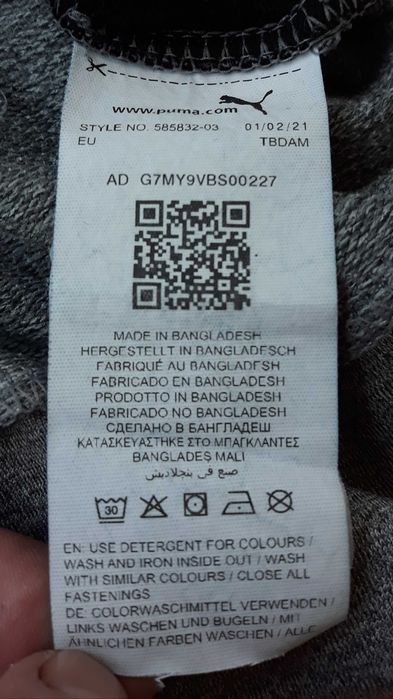 www.puma.com
STYLE NO. 585832-03 01/02/21
EU TBDAM
AD G7MY9VBS00227
MADE IN BANGLADESH
HERGESTELLT IN BANGLADESCH
FABRIQUÉ AU BANGLADESH
FABRICADO EN BANGLADESH
PRODOTTO IN BANGLADESH
FABRICADO NO BANGLADESH
СДЕЛАНО В БАНГЛАДЕШ
ΚΑΤΑΣΚΕΥΑΣΤΗΚΕ ΣΤΟ ΜΠΑΓΚΛΑΝΤΕΣ
BANGLADEŞ MALI
صنع في بنجلاديش
30
EN: USE DETERGENT FOR COLOURS /
WASH AND IRON INSIDE OUT / WASH
WITH SIMILAR COLOURS / CLOSE ALL
FASTENINGS
DE: COLORWASCHMITTEL VERWENDEN /
LINKS WASCHEN UND BÜGELN / MIT
ÄHNLICHEN FARBEN WASCHEN / ALLE